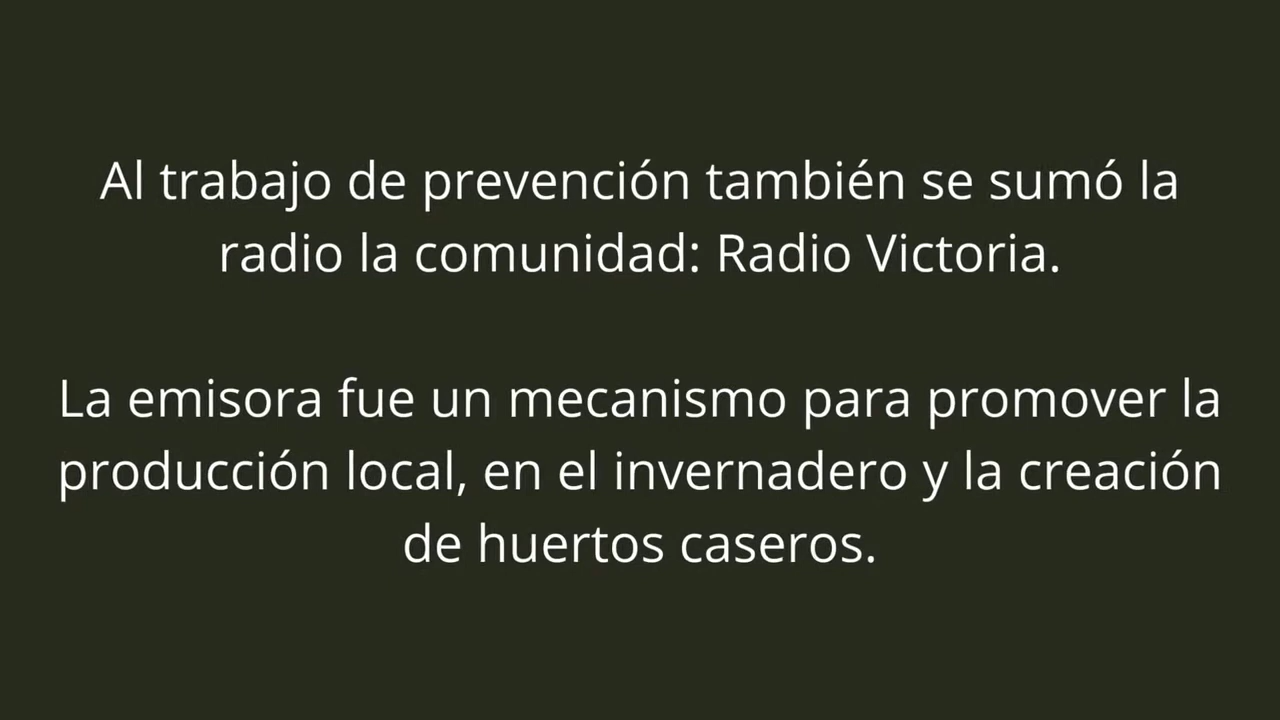 Al trabajo de prevención también se sumó la
radio la comunidad: Radio Victoria.
La emisora fue un mecanismo para promover la
producción local, en el invernadero y la creación
de huertos caseros.